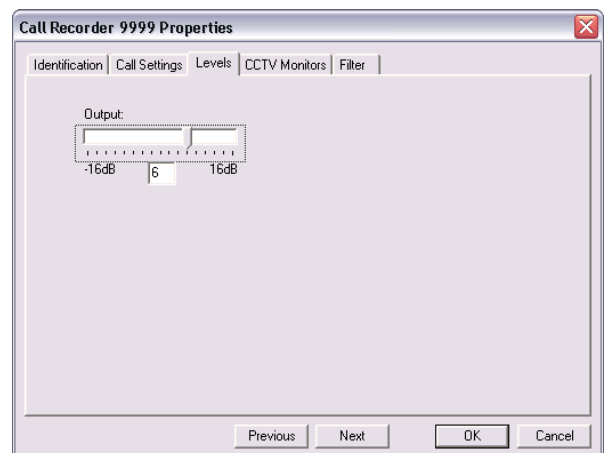 Call Recorder 9999 Properties
Identification Call Settings Levels CCTV Monitors Filter
Output:
-16dB 6 16dB
Previous Next OK Cancel